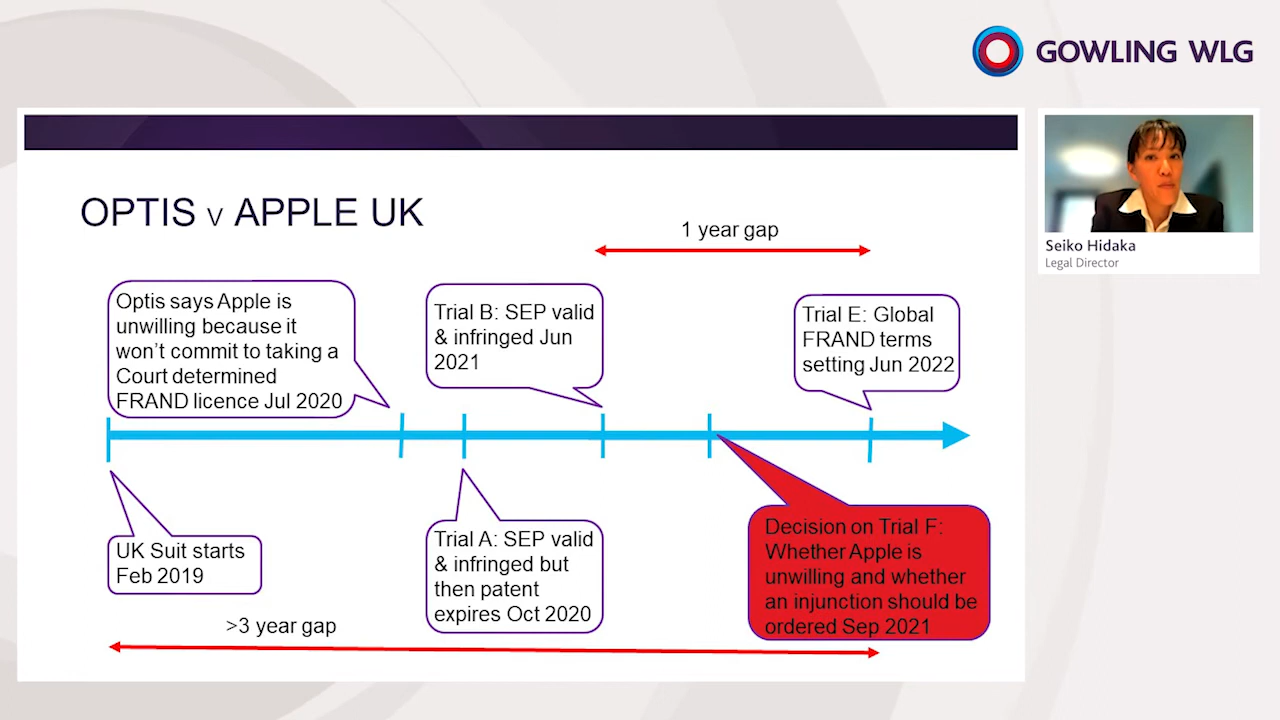 GOWLING WLG
OPTIS v APPLE UK
1 year gap
Optis says Apple is
unwilling because it
won't commit to taking a
Court determined
FRAND licence Jul 2020
Trial B: SEP valid
& infringed Jun
2021
Trial E: Global
FRAND terms
setting Jun 2022
UK Suit starts
Feb 2019
Trial A: SEP valid
& infringed but
then patent
expires Oct 2020
Decision on Trial F:
Whether Apple is
unwilling and whether
an injunction should be
ordered Sep 2021
>3 year gap
Seiko Hidaka
Legal Director